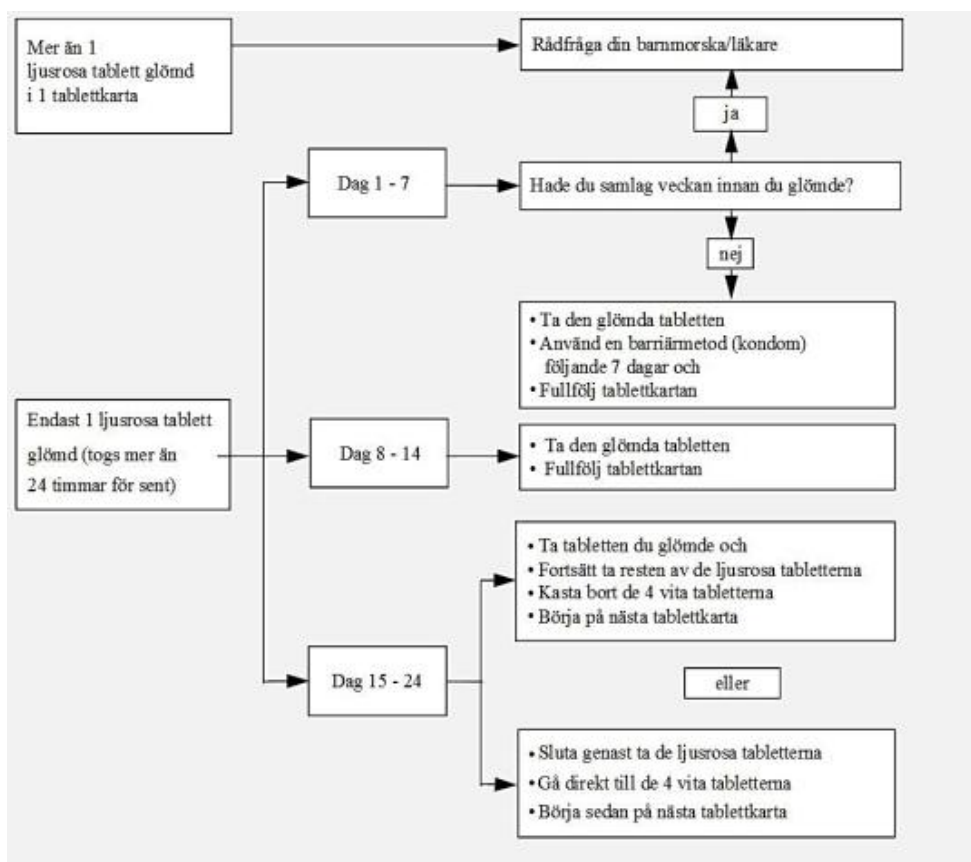 Mer än 1
ljusrosa tablett glömd
i 1 tablettkarta
Rådfråga din barnmorska/läkare
ja
Dag 1 - 7
Hade du samlag veckan innan du glömde?
nej
• Ta den glömda tabletten
• Använd en barriärmetod (kondom)
följande 7 dagar och
• Fullfölj tablettkartan
Endast 1 ljusrosa tablett
glömd (togs mer än
24 timmar för sent)
Dag 8 - 14
• Ta den glömda tabletten
• Fullfölj tablettkartan
Dag 15 - 24
• Ta tabletten du glömde och
• Fortsätt ta resten av de ljusrosa tabletterna
• Kasta bort de 4 vita tabletterna
• Börja på nästa tablettkarta
eller
• Sluta genast ta de ljusrosa tabletterna
• Gå direkt till de 4 vita tabletterna
• Börja sedan på nästa tablettkarta